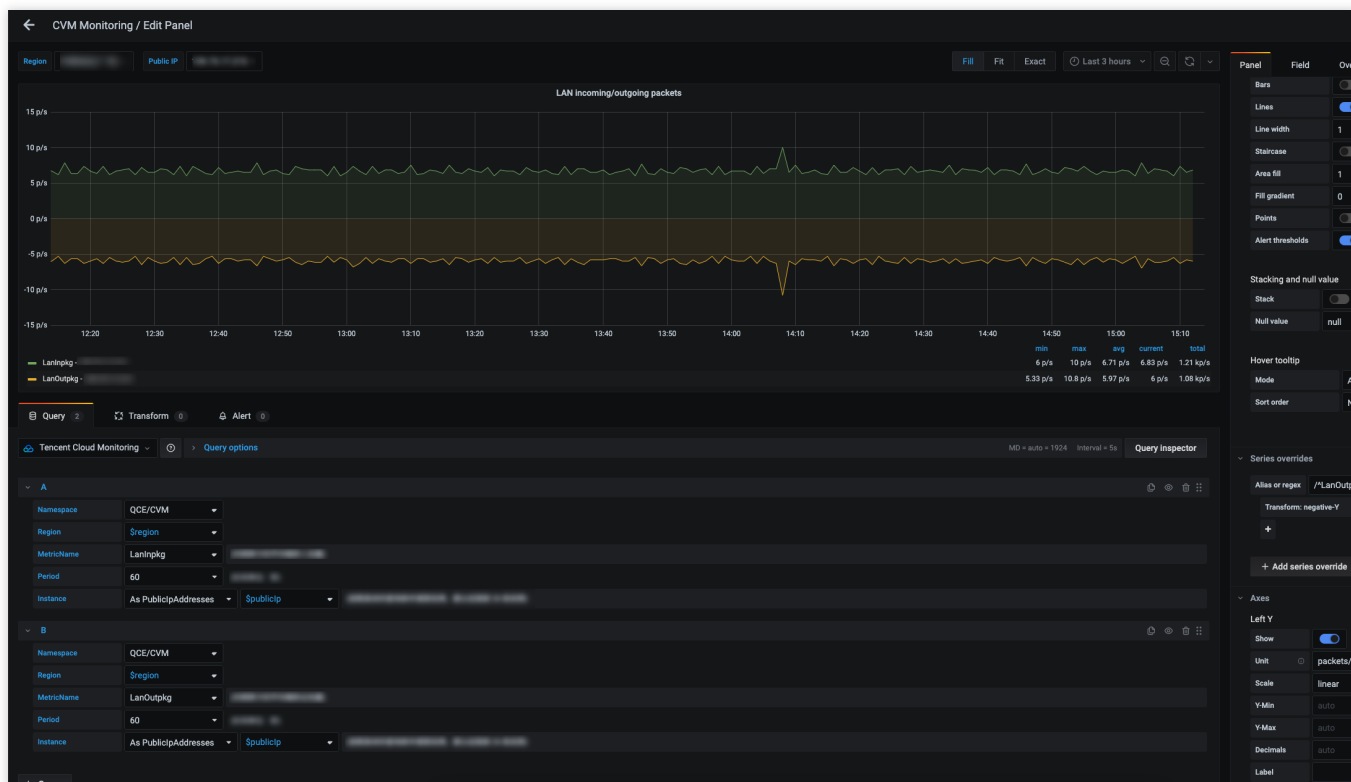 CVM Monitoring / Edit Panel
Region
Public IP
Fill Fit Exact Last 3 hours
LAN incoming/outgoing packets
15 p/s
10 p/s
5 p/s
0 p/s
-5 p/s
-10 p/s
-15 p/s
12:20 12:30 12:40 12:50 13:00 13:10 13:20 13:30 13:40 13:50 14:00 14:10 14:20 14:30 14:40 14:50 15:00 15:10
min max avg current total
LanInpkg - 6 p/s 10 p/s 6.71 p/s 6.83 p/s 1.21 kp/s
LanOutpkg - 5.33 p/s 10.8 p/s 5.97 p/s 6 p/s 1.08 kp/s
Query 2 Transform 0 Alert 0
Tencent Cloud Monitoring Query options MD = auto = 1924 Interval = 5s Query inspector
A
Namespace QCE/CVM
Region $region
MetricName LanInpkg
Period 60
Instance As PublicIpAddresses $publicIp
B
Namespace QCE/CVM
Region $region
MetricName LanOutpkg
Period 60
Instance As PublicIpAddresses $publicIp
Panel Field Ove
Bars
Lines
Line width 1
Staircase
Area fill 1
Fill gradient 0
Points
Alert thresholds
Stacking and null value
Stack
Null value null
Hover tooltip
Mode A
Sort order N
Series overrides
Alias or regex /^LanOutp
Transform: negative-Y
+
+ Add series override
Axes
Left Y
Show
Unit packets/
Scale linear
Y-Min auto
Y-Max auto
Decimals auto
Label